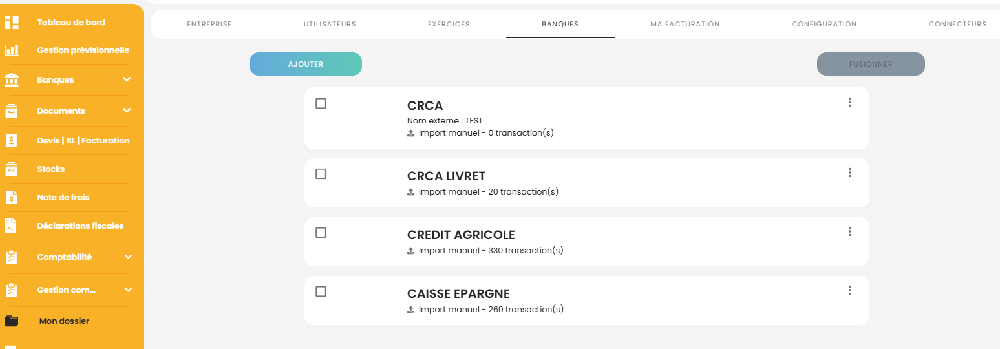 Tableau de bord
Gestion prévisionnelle
Banques
Documents
Devis | BL | Facturation
Stocks
Note de frais
Déclarations fiscales
Comptabilité
Gestion com...
Mon dossier
ENTREPRISE
UTILISATEURS
EXERCICES
BANQUES
MA FACTURATION
CONFIGURATION
CONNECTEURS
AJOUTER
FUSIONNER
CRCA
Nom externe : TEST
Import manuel - 0 transaction(s)
CRCA LIVRET
Import manuel - 20 transaction(s)
CREDIT AGRICOLE
Import manuel - 330 transaction(s)
CAISSE EPARGNE
Import manuel - 260 transaction(s)